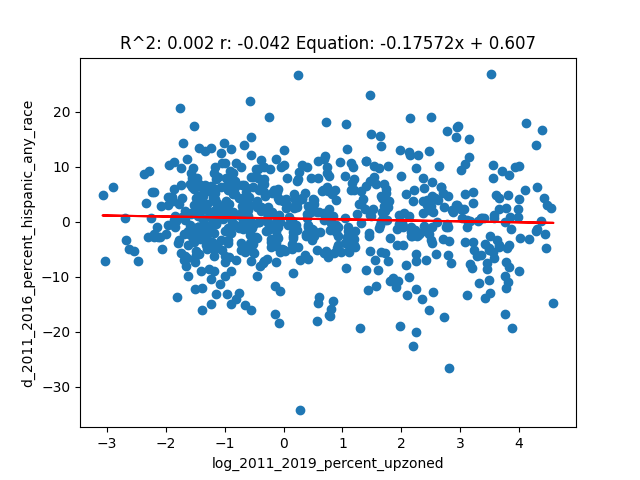 R^2: 0.002 r: -0.042 Equation: -0.17572x + 0.607
d_2011_2016_percent_hispanic_any_race
20
10
0
−10
−20
−30
−3 −2 −1 0 1 2 3 4
log_2011_2019_percent_upzoned